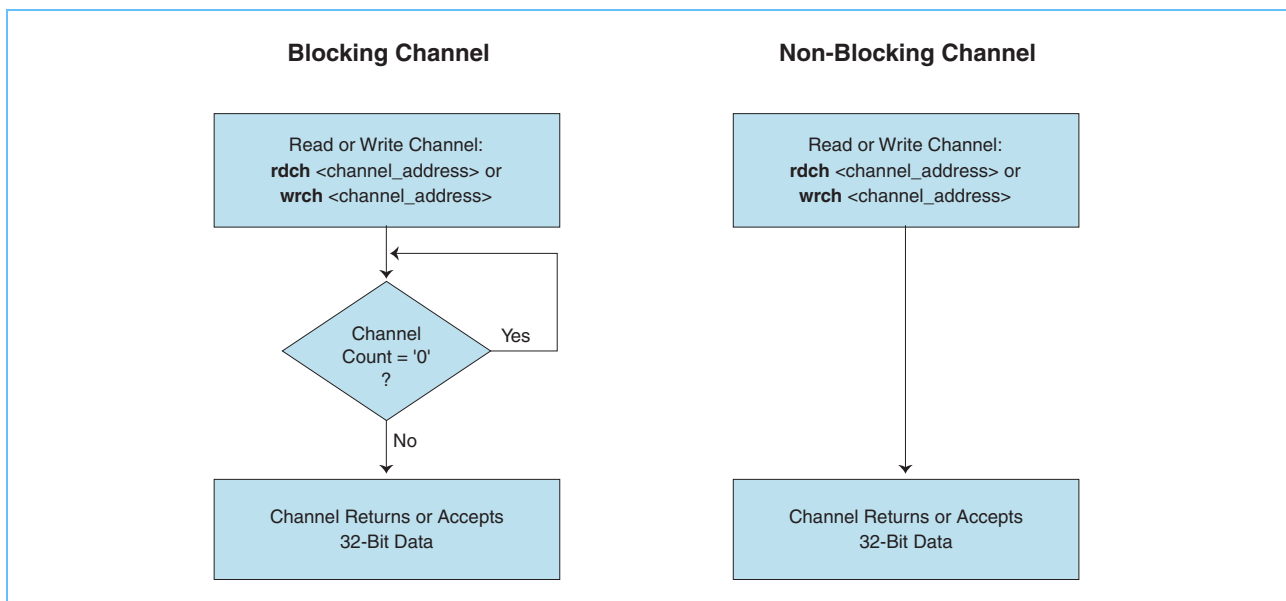 Blocking Channel
Read or Write Channel:
rdch <channel_address> or
wrch <channel_address>
Channel
Count = '0'
?
Yes
No
Channel Returns or Accepts
32-Bit Data
Non-Blocking Channel
Read or Write Channel:
rdch <channel_address> or
wrch <channel_address>
Channel Returns or Accepts
32-Bit Data